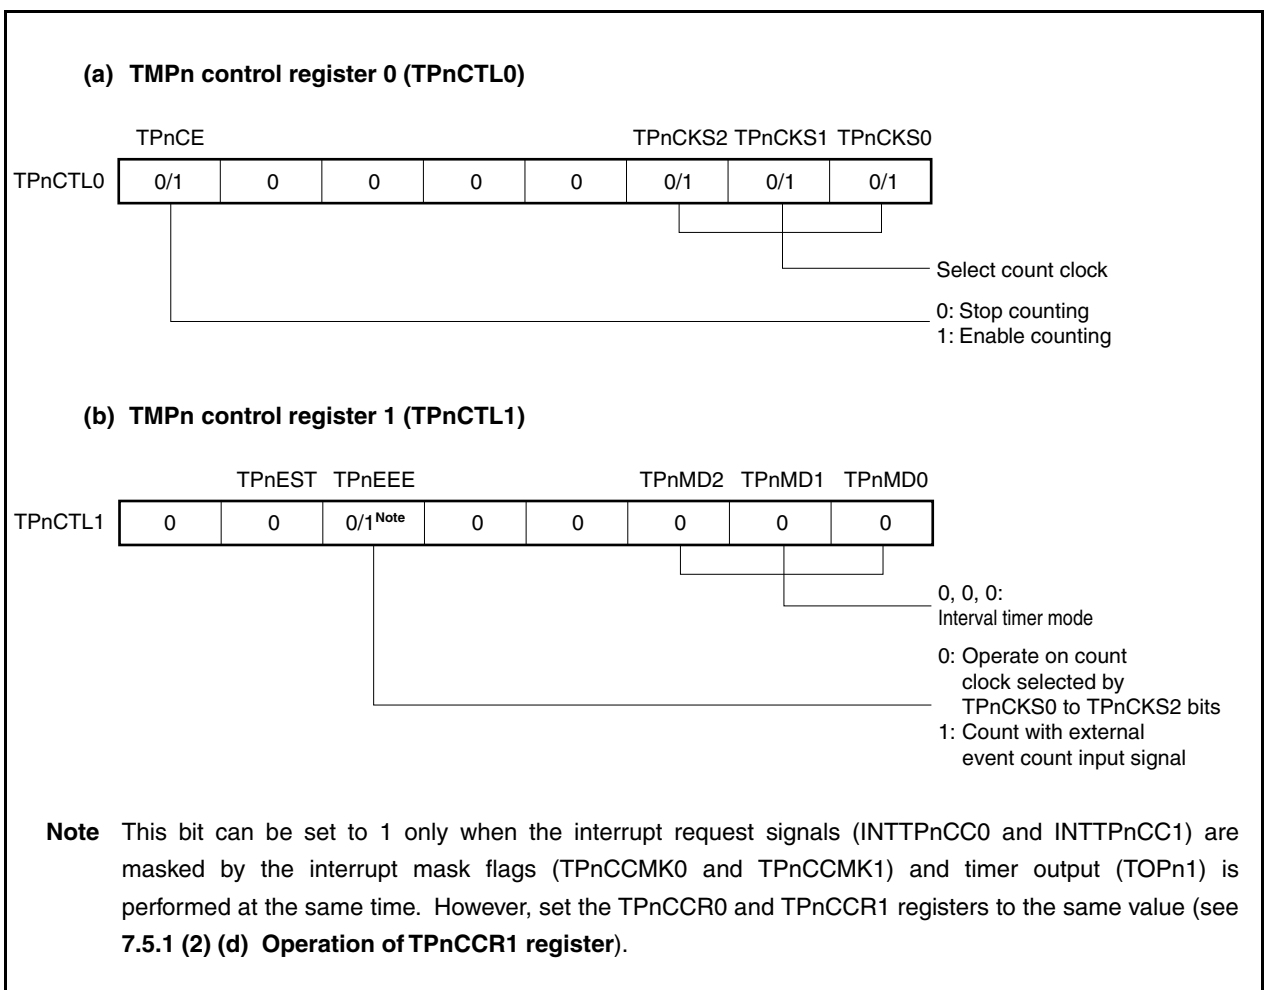 (a) TMPn control register 0 (TPnCTL0)
TPnCE TPnCKS2 TPnCKS1 TPnCKS0
TPnCTL0 0/1 0 0 0 0 0/1 0/1 0/1
Select count clock
0: Stop counting
1: Enable counting
(b) TMPn control register 1 (TPnCTL1)
TPnEST TPnEEE TPnMD2 TPnMD1 TPnMD0
TPnCTL1 0 0 0/1Note 0 0 0 0 0
0, 0, 0:
Interval timer mode
0: Operate on count
clock selected by
TPnCKS0 to TPnCKS2 bits
1: Count with external
event count input signal
Note This bit can be set to 1 only when the interrupt request signals (INTTPnCC0 and INTTPnCC1) are
masked by the interrupt mask flags (TPnCCMK0 and TPnCCMK1) and timer output (TOPn1) is
performed at the same time. However, set the TPnCCR0 and TPnCCR1 registers to the same value (see
7.5.1 (2) (d) Operation of TPnCCR1 register).